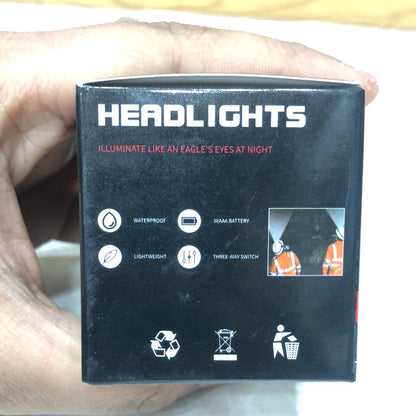 HEADLIGHTS
ILLUMINATE LIKE AN EAGLE'S EYES AT NIGHT
WATERPROOF
3XAAA BATTERY
LIGHTWEIGHT
THREE-WAY SWITCH